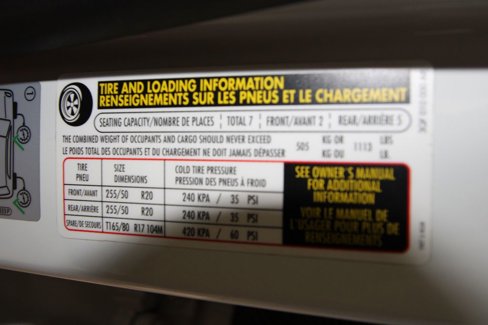 TIRE AND LOADING INFORMATION
RENSEIGNEMENTS SUR LES PNEUS ET LE CHARGEMENT
SEATING CAPACITY/NOMBRE DE PLACES | TOTAL 7 | FRONT/AVANT 2 | REAR/ARRIÈRE 5
THE COMBINED WEIGHT OF OCCUPANTS AND CARGO SHOULD NEVER EXCEED 505 KG OR 1113 LBS
LE POIDS TOTAL DES OCCUPANTS ET DU CHARGEMENT NE DOIT JAMAIS DÉPASSER KG OU LB.
TIRE SIZE COLD TIRE PRESSURE
PNEU DIMENSIONS PRESSION DES PNEUS À FROID
FRONT/AVANT 255/50 R20 240 KPA / 35 PSI
REAR/ARRIÈRE 255/50 R20 240 KPA / 35 PSI
SPARE/DE SECOURS T165/80 R17 104M 420 KPA / 60 PSI
SEE OWNER'S MANUAL
FOR ADDITIONAL
INFORMATION
VOIR LE MANUEL DE
L'USAGER POUR PLUS DE
RENSEIGNEMENTS